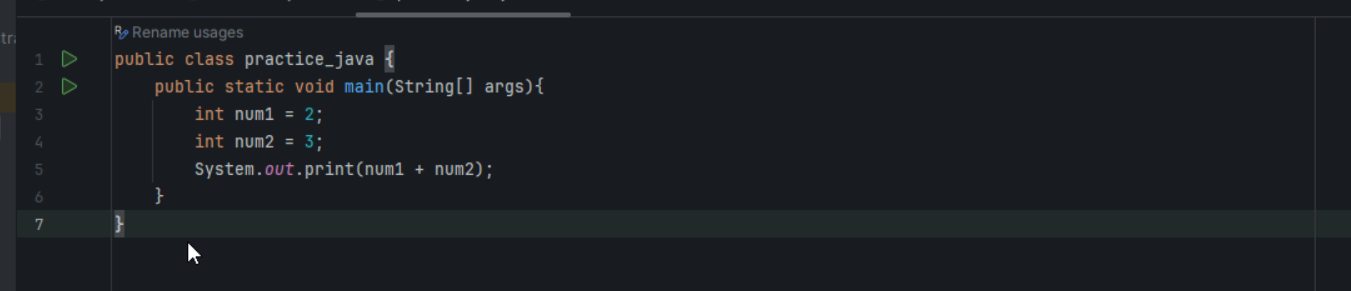 Rename usages
1 public class practice_java {
2     public static void main(String[] args){
3         int num1 = 2;
4         int num2 = 3;
5         System.out.print(num1 + num2);
6     }
7 }